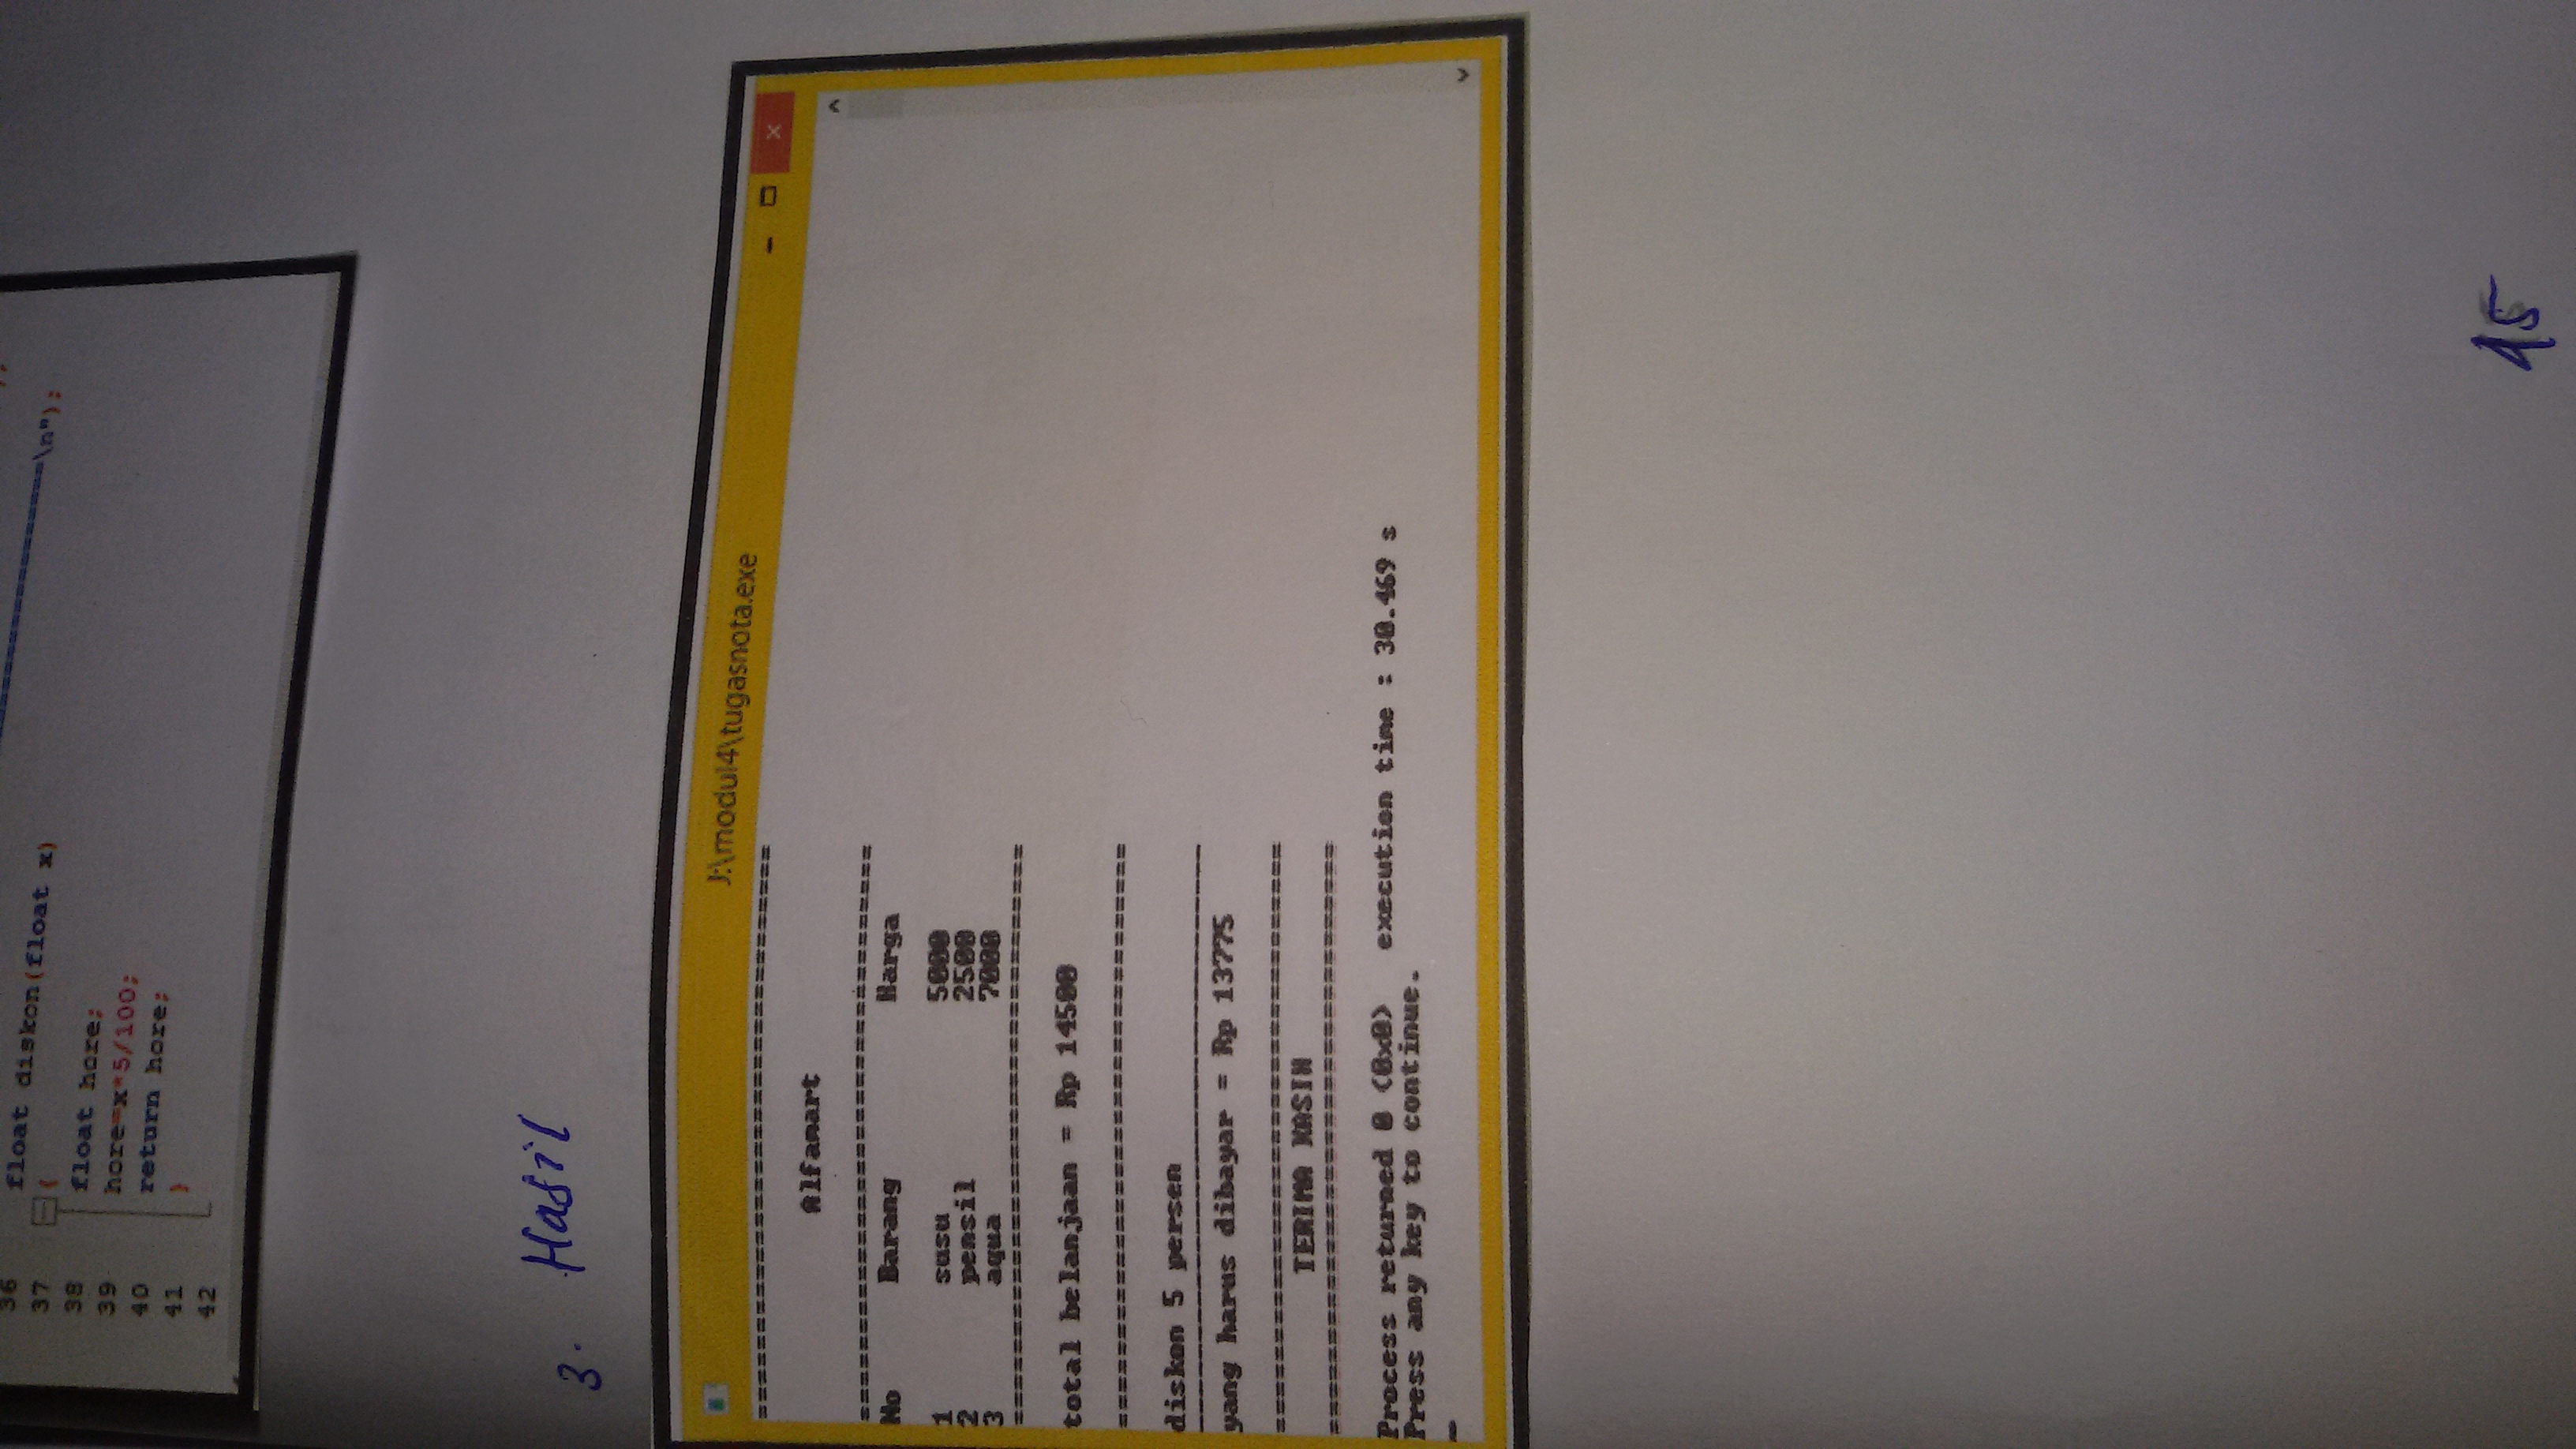 36 float diskon(float x)
================\n");
37 {
38 float hore;
39 hore=x*5/100;
40 return hore;
41 }
42
3. Hasil
J:\modul4\tugasnota.exe
=================================
Alfamart
=================================
No Barang Harga
1 susu 5000
2 pensil 2500
3 aqua 7000
=================================
total belanjaan = Rp 14500
=================================
diskon 5 persen
---------------------------------
yang harus dibayar = Rp 13775
=================================
TERIMA KASIH
=================================
Process returned 0 (0x0) execution time : 30.469 s
Press any key to continue.
_
45